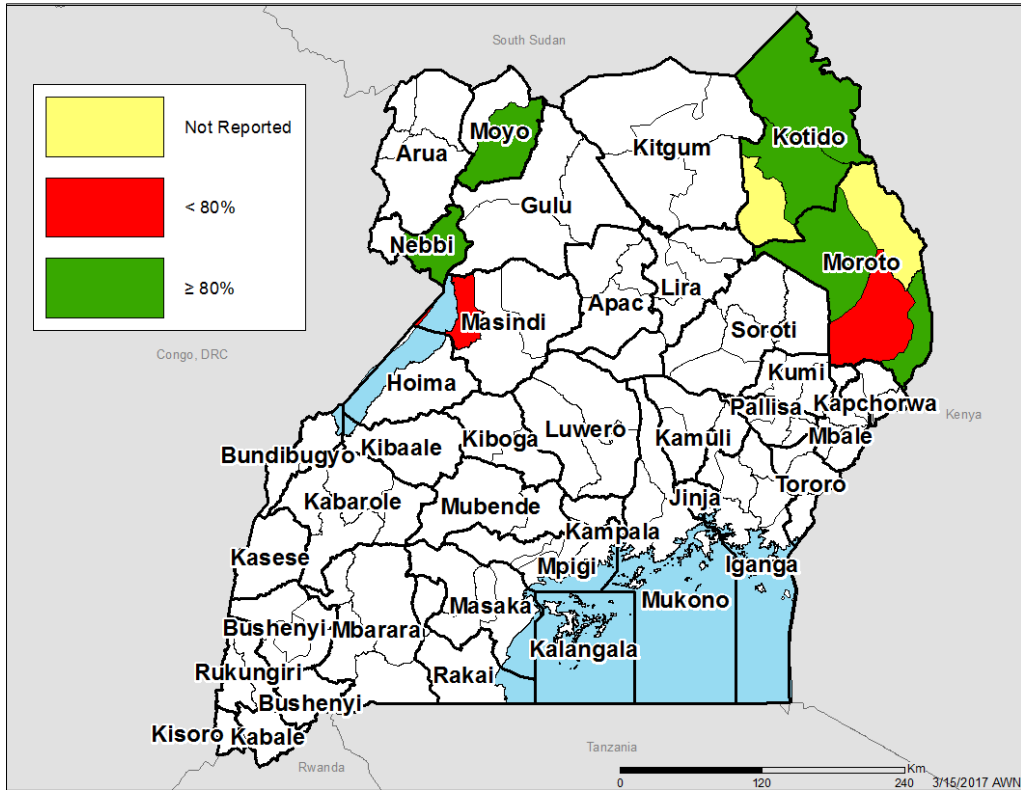 South Sudan
Not Reported
< 80%
≥ 80%
Moyo
Arua
Kotido
Kitgum
Gulu
Nebbi
Moroto
Lira
Apac
Masindi
Soroti
Congo, DRC
Hoima
Kumi
Pallisa
Kapchorwa
Kenya
Luwero
Kamuli
Mbale
Kiboga
Kibaale
Bundibugyo
Tororo
Jinja
Kabarole
Mubende
Kampala
Kasese
Mpigi
Iganga
Mukono
Masaka
Bushenyi
Mbarara
Kalangala
Rukungiri
Rakai
Bushenyi
Kisoro
Kabale
Tanzania
Rwanda
Km
0
120
240
3/15/2017 AWN